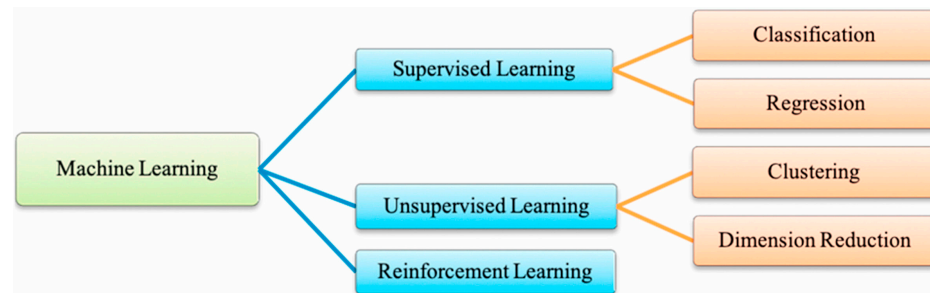 Classification
Supervised Learning
Regression
Machine Learning
Clustering
Unsupervised Learning
Dimension Reduction
Reinforcement Learning